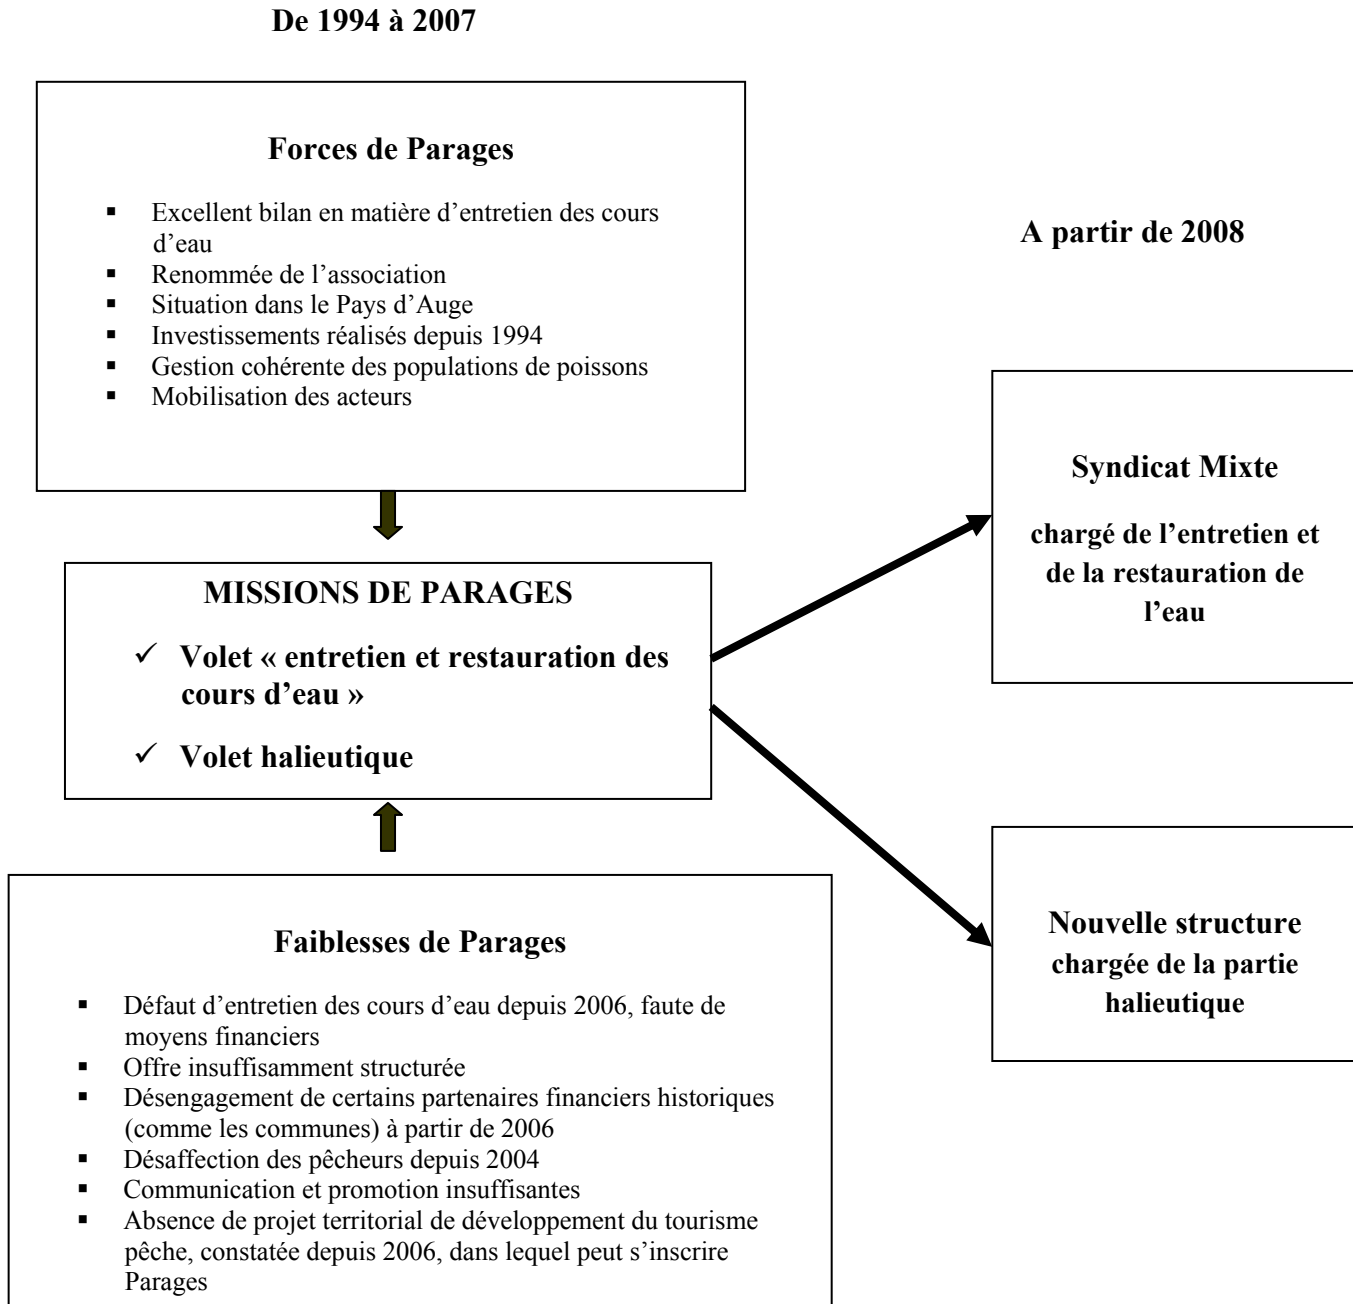 De 1994 à 2007
Forces de Parages
▪ Excellent bilan en matière d’entretien des cours
d’eau
▪ Renommée de l’association
▪ Situation dans le Pays d’Auge
▪ Investissements réalisés depuis 1994
▪ Gestion cohérente des populations de poissons
▪ Mobilisation des acteurs
MISSIONS DE PARAGES
✓ Volet « entretien et restauration des
cours d’eau »
✓ Volet halieutique
Faiblesses de Parages
▪ Défaut d’entretien des cours d’eau depuis 2006, faute de
moyens financiers
▪ Offre insuffisamment structurée
▪ Désengagement de certains partenaires financiers historiques
(comme les communes) à partir de 2006
▪ Désaffection des pêcheurs depuis 2004
▪ Communication et promotion insuffisantes
▪ Absence de projet territorial de développement du tourisme
pêche, constatée depuis 2006, dans lequel peut s’inscrire
Parages
A partir de 2008
Syndicat Mixte
chargé de l’entretien et
de la restauration de
l’eau
Nouvelle structure
chargée de la partie
halieutique